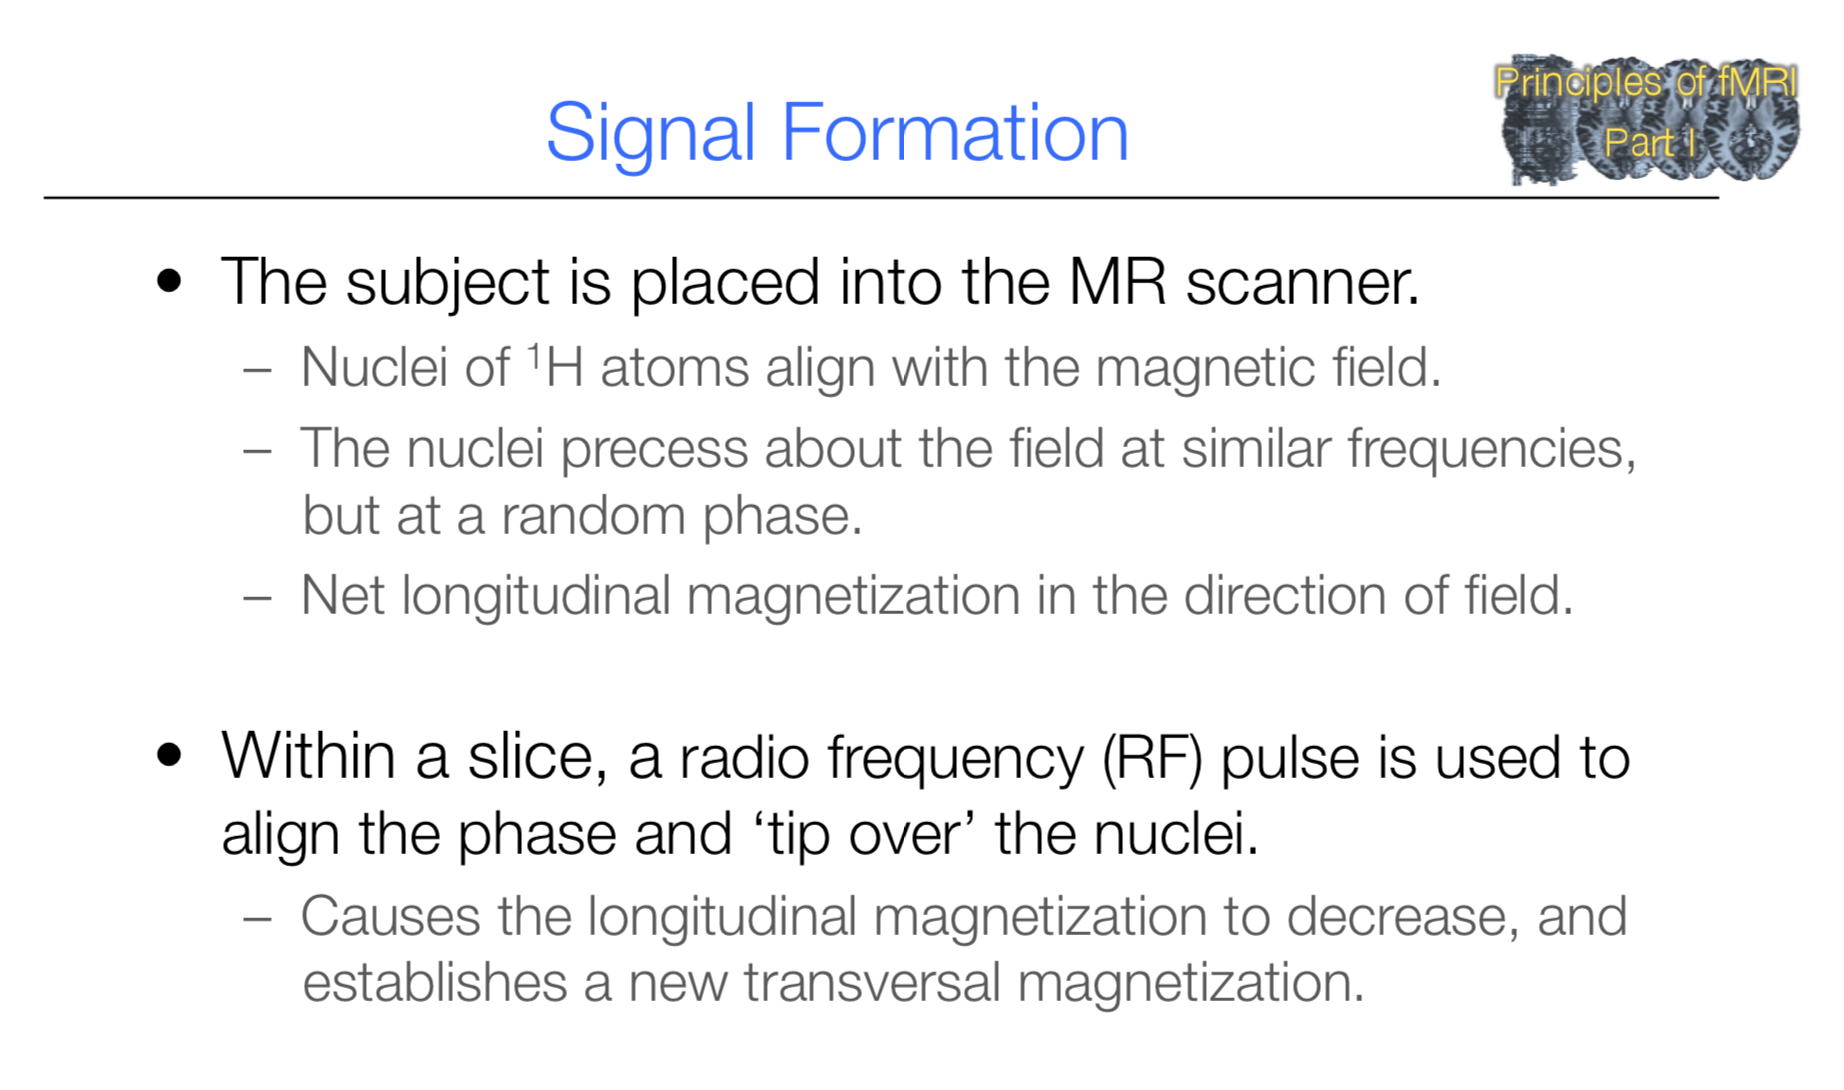 Principles of fMRI
Part I
Signal Formation
• The subject is placed into the MR scanner.
– Nuclei of ¹H atoms align with the magnetic field.
– The nuclei precess about the field at similar frequencies,
but at a random phase.
– Net longitudinal magnetization in the direction of field.
• Within a slice, a radio frequency (RF) pulse is used to
align the phase and ‘tip over’ the nuclei.
– Causes the longitudinal magnetization to decrease, and
establishes a new transversal magnetization.